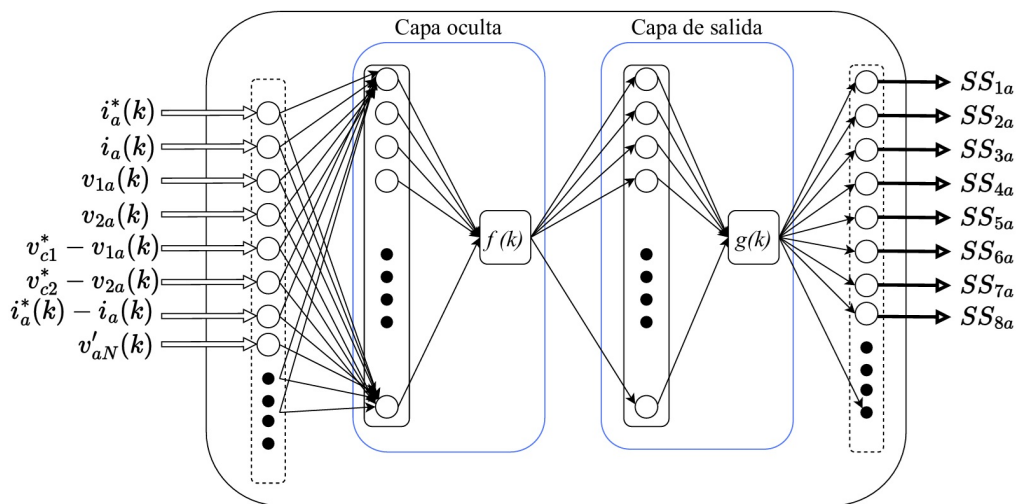 Capa oculta
Capa de salida
i*ₐ(k)
iₐ(k)
v₁ₐ(k)
v₂ₐ(k)
v*c1 − v₁ₐ(k)
v*c2 − v₂ₐ(k)
i*ₐ(k) − iₐ(k)
v′aN(k)
f(k)
g(k)
SS₁ₐ
SS₂ₐ
SS₃ₐ
SS₄ₐ
SS₅ₐ
SS₆ₐ
SS₇ₐ
SS₈ₐ